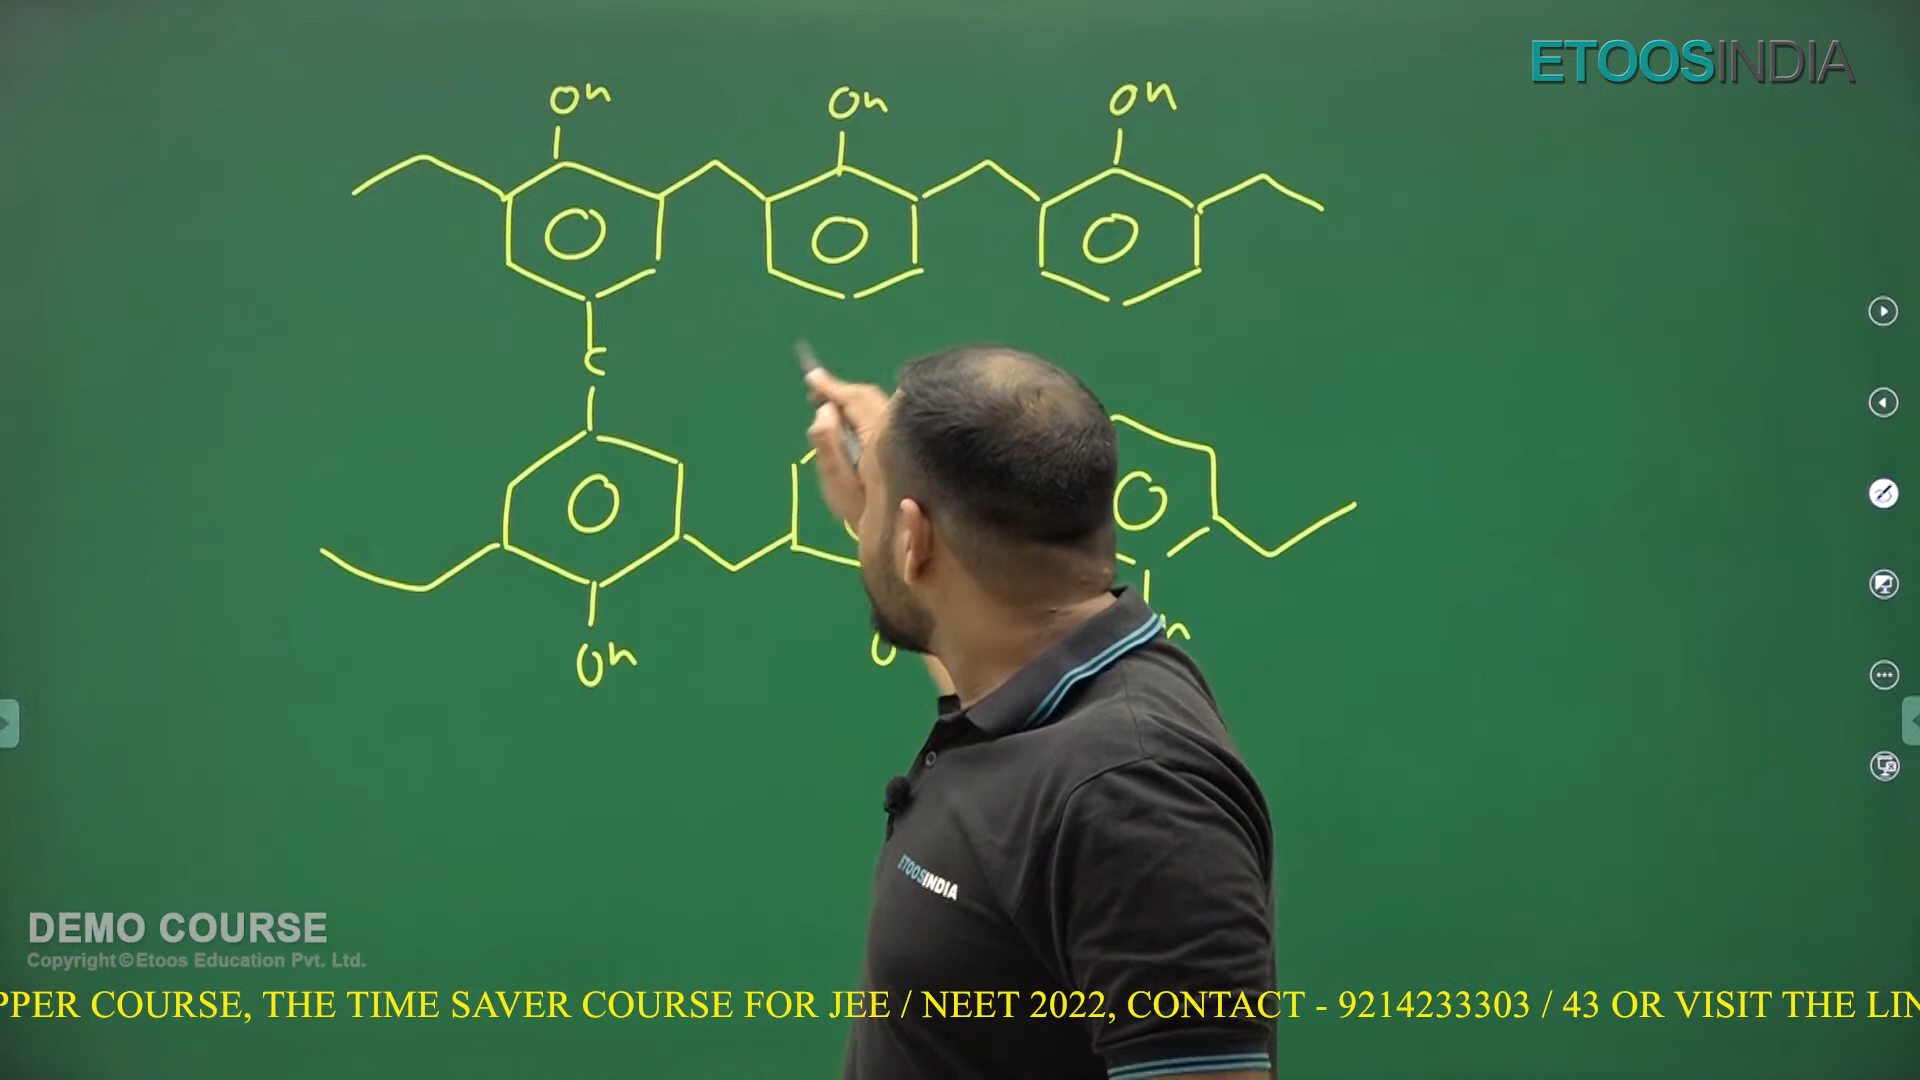 ETOOSINDIA
OH OH OH
C
OH
ETOOSINDIA
DEMO COURSE
Copyright © Etoos Education Pvt. Ltd.
PPER COURSE, THE TIME SAVER COURSE FOR JEE / NEET 2022, CONTACT - 9214233303 / 43 OR VISIT THE LIN